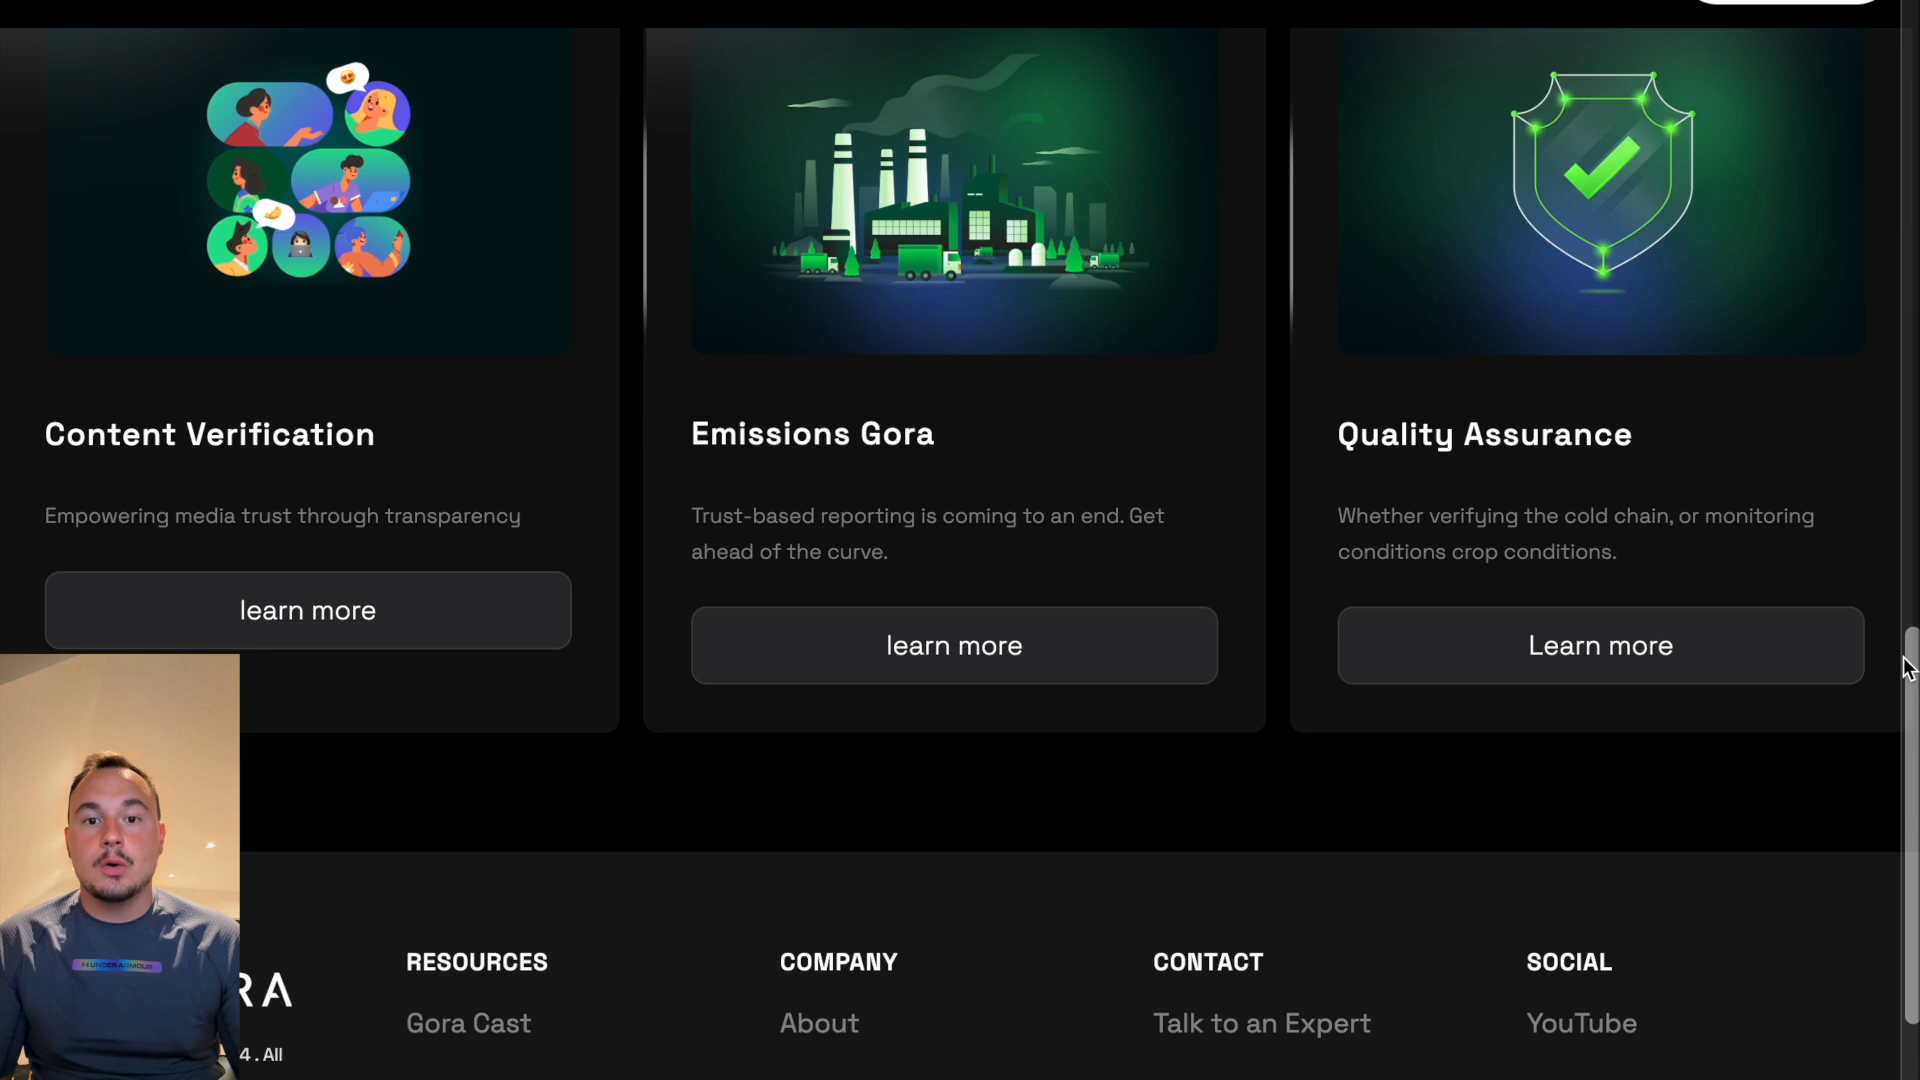 Content Verification
Emissions Gora
Quality Assurance
Empowering media trust through transparency
Trust-based reporting is coming to an end. Get
ahead of the curve.
Whether verifying the cold chain, or monitoring
conditions crop conditions.
learn more
learn more
Learn more
UNDER ARMOUR
RA
4. All
RESOURCES
Gora Cast
COMPANY
About
CONTACT
Talk to an Expert
SOCIAL
YouTube